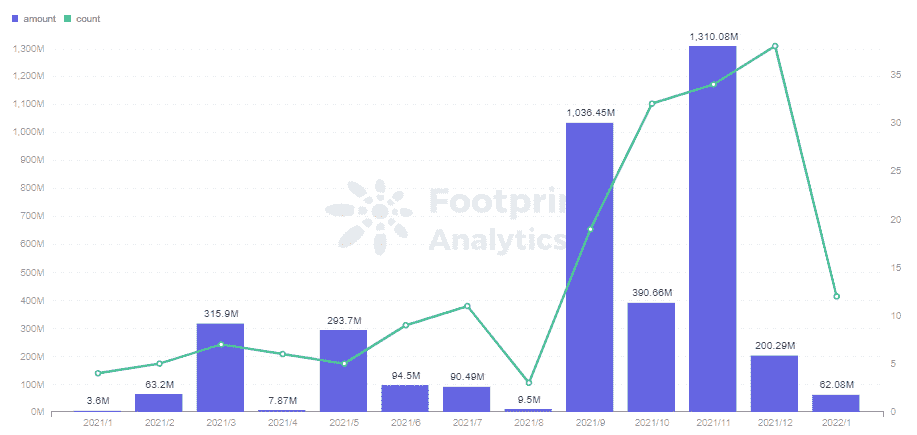 amount count
1,300M
1,200M
1,100M
1,000M
900M
800M
700M
600M
500M
400M
300M
200M
100M
0M
3.6M
63.2M
315.9M
7.87M
293.7M
94.5M
90.49M
9.5M
1,036.45M
390.66M
1,310.08M
200.29M
62.08M
35
30
25
20
15
10
5
0
2021/1 2021/2 2021/3 2021/4 2021/5 2021/6 2021/7 2021/8 2021/9 2021/10 2021/11 2021/12 2022/1
Footprin
Analytics